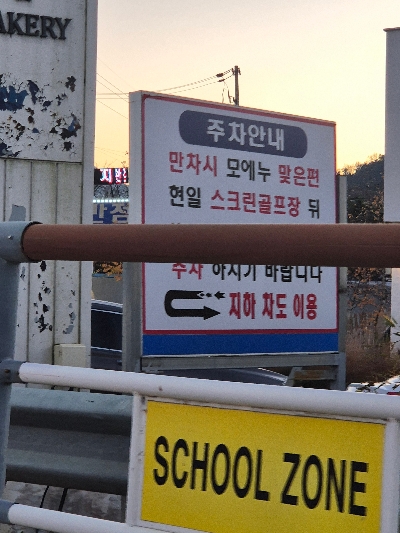 AKERY
주차안내
만차시 모에누 맞은편
현일 스크린골프장 뒤
주차 하시기 바랍니다
지하 차도 이용
SCHOOL ZONE